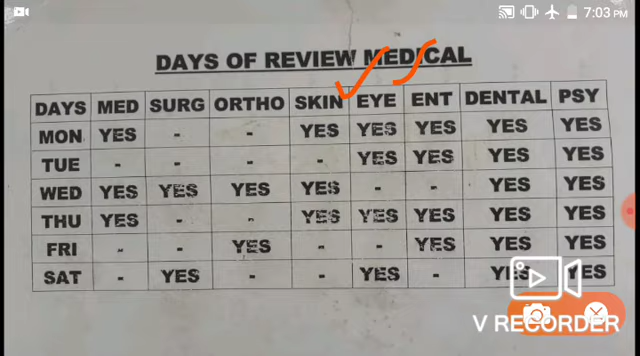 7:03 PM
DAYS OF REVIEW MEDICAL
DAYS MED SURG ORTHO SKIN EYE ENT DENTAL PSY
MON YES - - YES YES YES YES YES
TUE - - - - YES YES YES YES
WED YES YES YES YES - - YES YES
THU YES - - YES YES YES YES YES
FRI - - YES - - YES YES YES
SAT - YES - - YES - YES YES
V RECORDER